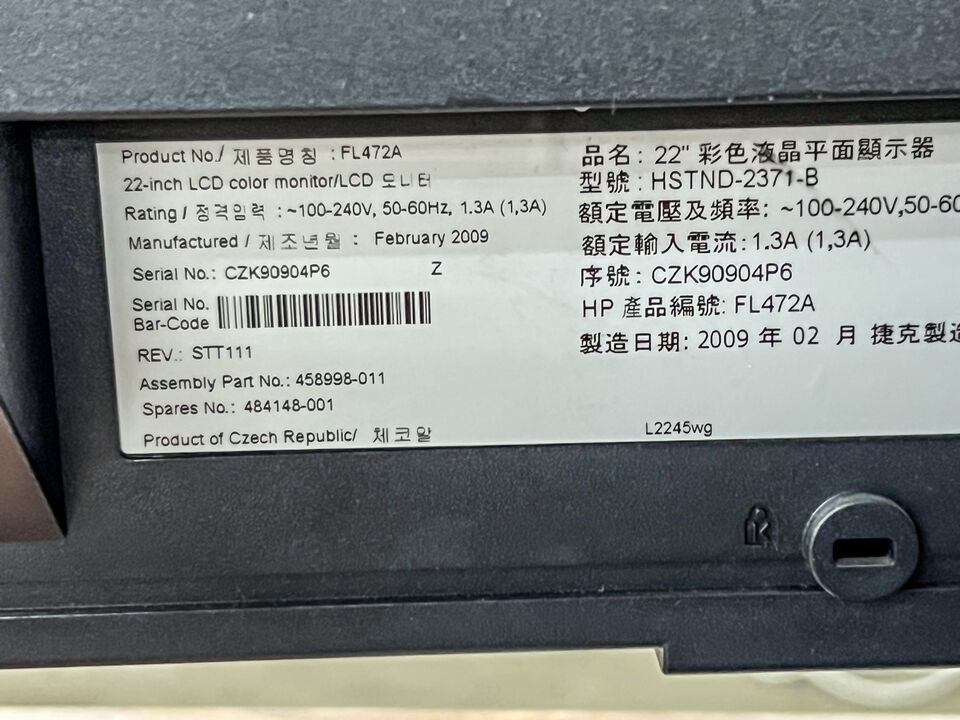 Product No./ 제품명칭 : FL472A
22-inch LCD color monitor/LCD 모니터
Rating / 정격입력 : ~100-240V, 50-60Hz, 1.3A (1,3A)
Manufactured / 제조년월 : February 2009
Serial No.: CZK90904P6 Z
Serial No.
Bar-Code
REV.: STT111
Assembly Part No.: 458998-011
Spares No.: 484148-001
Product of Czech Republic/ 체코알
品名: 22" 彩色液晶平面顯示器
型號 : HSTND-2371-B
額定電壓及頻率: ~100-240V,50-60
額定輸入電流:1.3A (1,3A)
序號: CZK90904P6
HP 產品編號: FL472A
製造日期: 2009 年 02 月 捷克製造
L2245wg